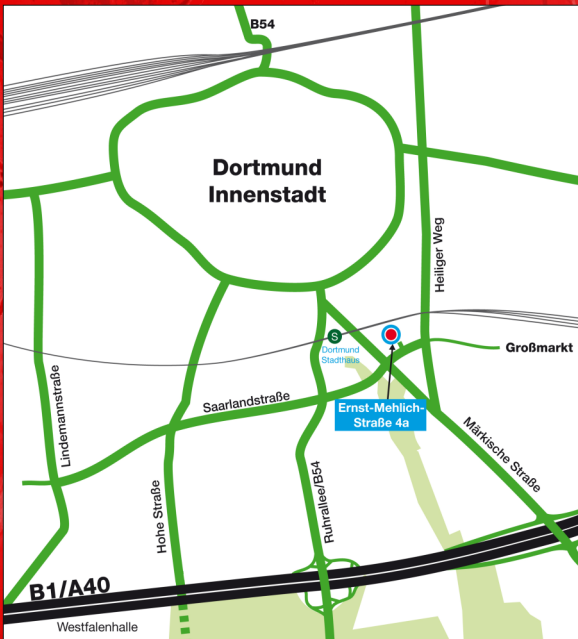 B54
Dortmund
Innenstadt
Heiliger Weg
S
Dortmund
Stadthaus
Großmarkt
Ernst-Mehlich-
Straße 4a
Saarlandstraße
Lindemannstraße
Hohe Straße
Ruhrallee/B54
Märkische Straße
B1/A40
Westfalenhalle